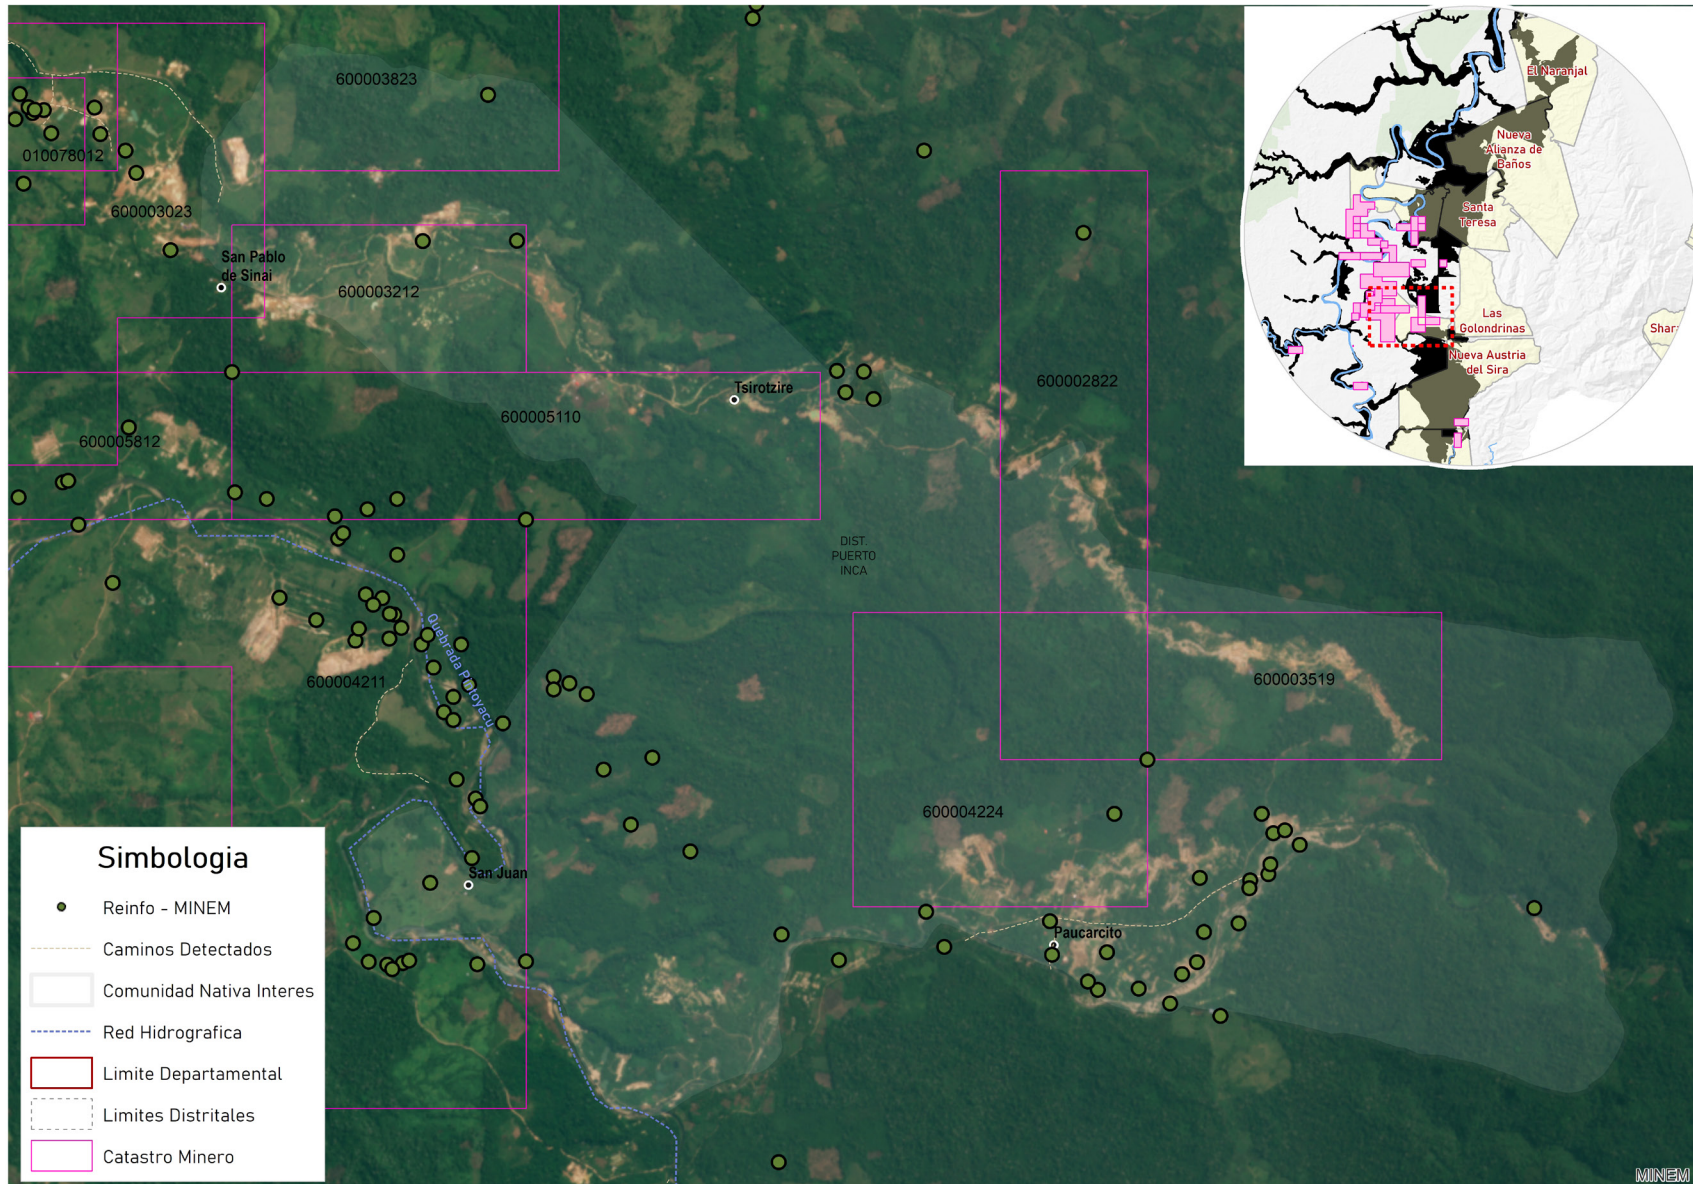 600003823
010078012
600003023
San Pablo
de Sinai
600003212
600005110
Tsirotzire
600005812
600002822
DIST.
PUERTO
INCA
600004211
600003519
600004224
San Juan
Paucarcito
El Naranjal
Nueva
Alianza de
Baños
Santa
Teresa
Las
Golondrinas
Nueva Austria
del Sira
Simbologia
Reinfo - MINEM
Caminos Detectados
Comunidad Nativa Interes
Red Hidrografica
Limite Departamental
Limites Distritales
Catastro Minero
MINEM
Quebrada